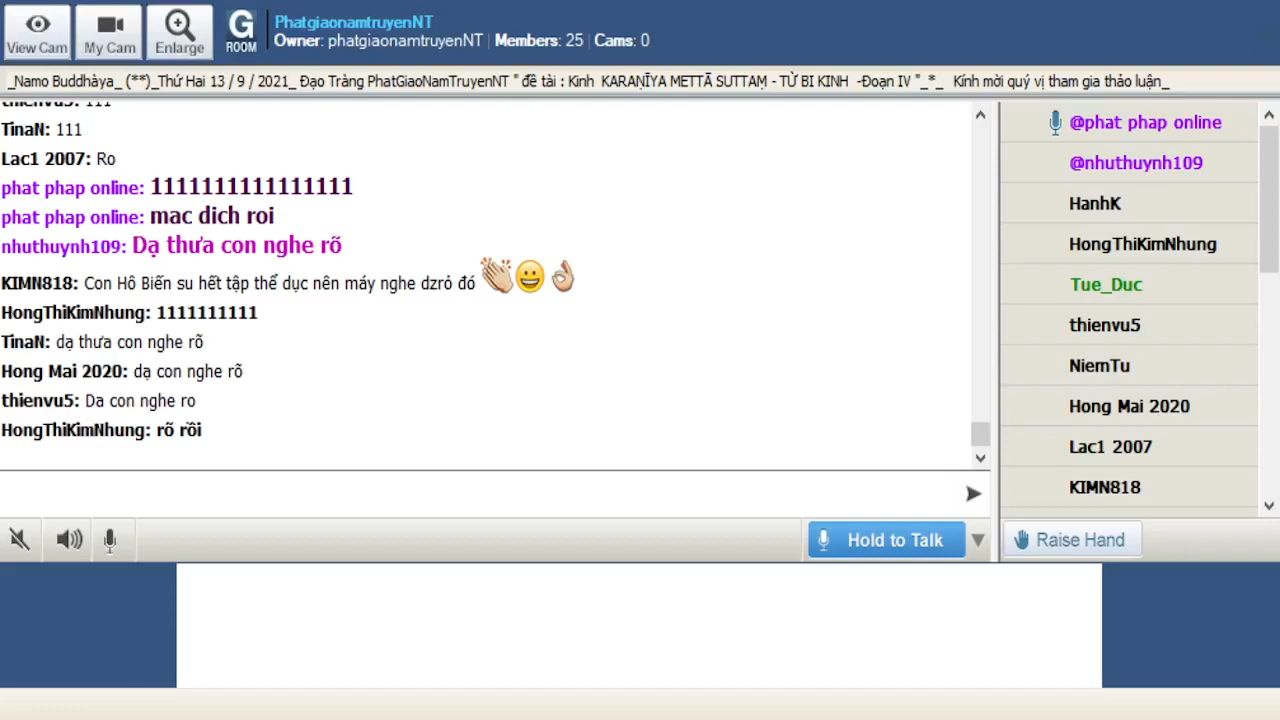 View Cam
My Cam
Enlarge
G
ROOM
PhatgiaonamtruyenNT
Owner: phatgiaonamtruyenNT | Members: 25 | Cams: 0
_Namo Buddhàya_ (**)_Thứ Hai 13 / 9 / 2021_ Đạo Tràng PhatGiaoNamTruyenNT " đề tài : Kinh KARAṆĪYA METTĀ SUTTAṂ - TỪ BI KINH -Đoạn IV "_*_ Kính mời quý vị tham gia thảo luận_
thienvu5: 111
TinaN: 111
Lac1 2007: Ro
phat phap online: 1111111111111111
phat phap online: mac dich roi
nhuthuynh109: Dạ thưa con nghe rõ
KIMN818: Con Hô Biến su hết tập thể dục nên máy nghe dzrỏ đó
HongThiKimNhung: 1111111111
TinaN: dạ thưa con nghe rõ
Hong Mai 2020: dạ con nghe rõ
thienvu5: Da con nghe ro
HongThiKimNhung: rõ rồi
@phat phap online
@nhuthuynh109
HanhK
HongThiKimNhung
Tue_Duc
thienvu5
NiemTu
Hong Mai 2020
Lac1 2007
KIMN818
Hold to Talk
Raise Hand